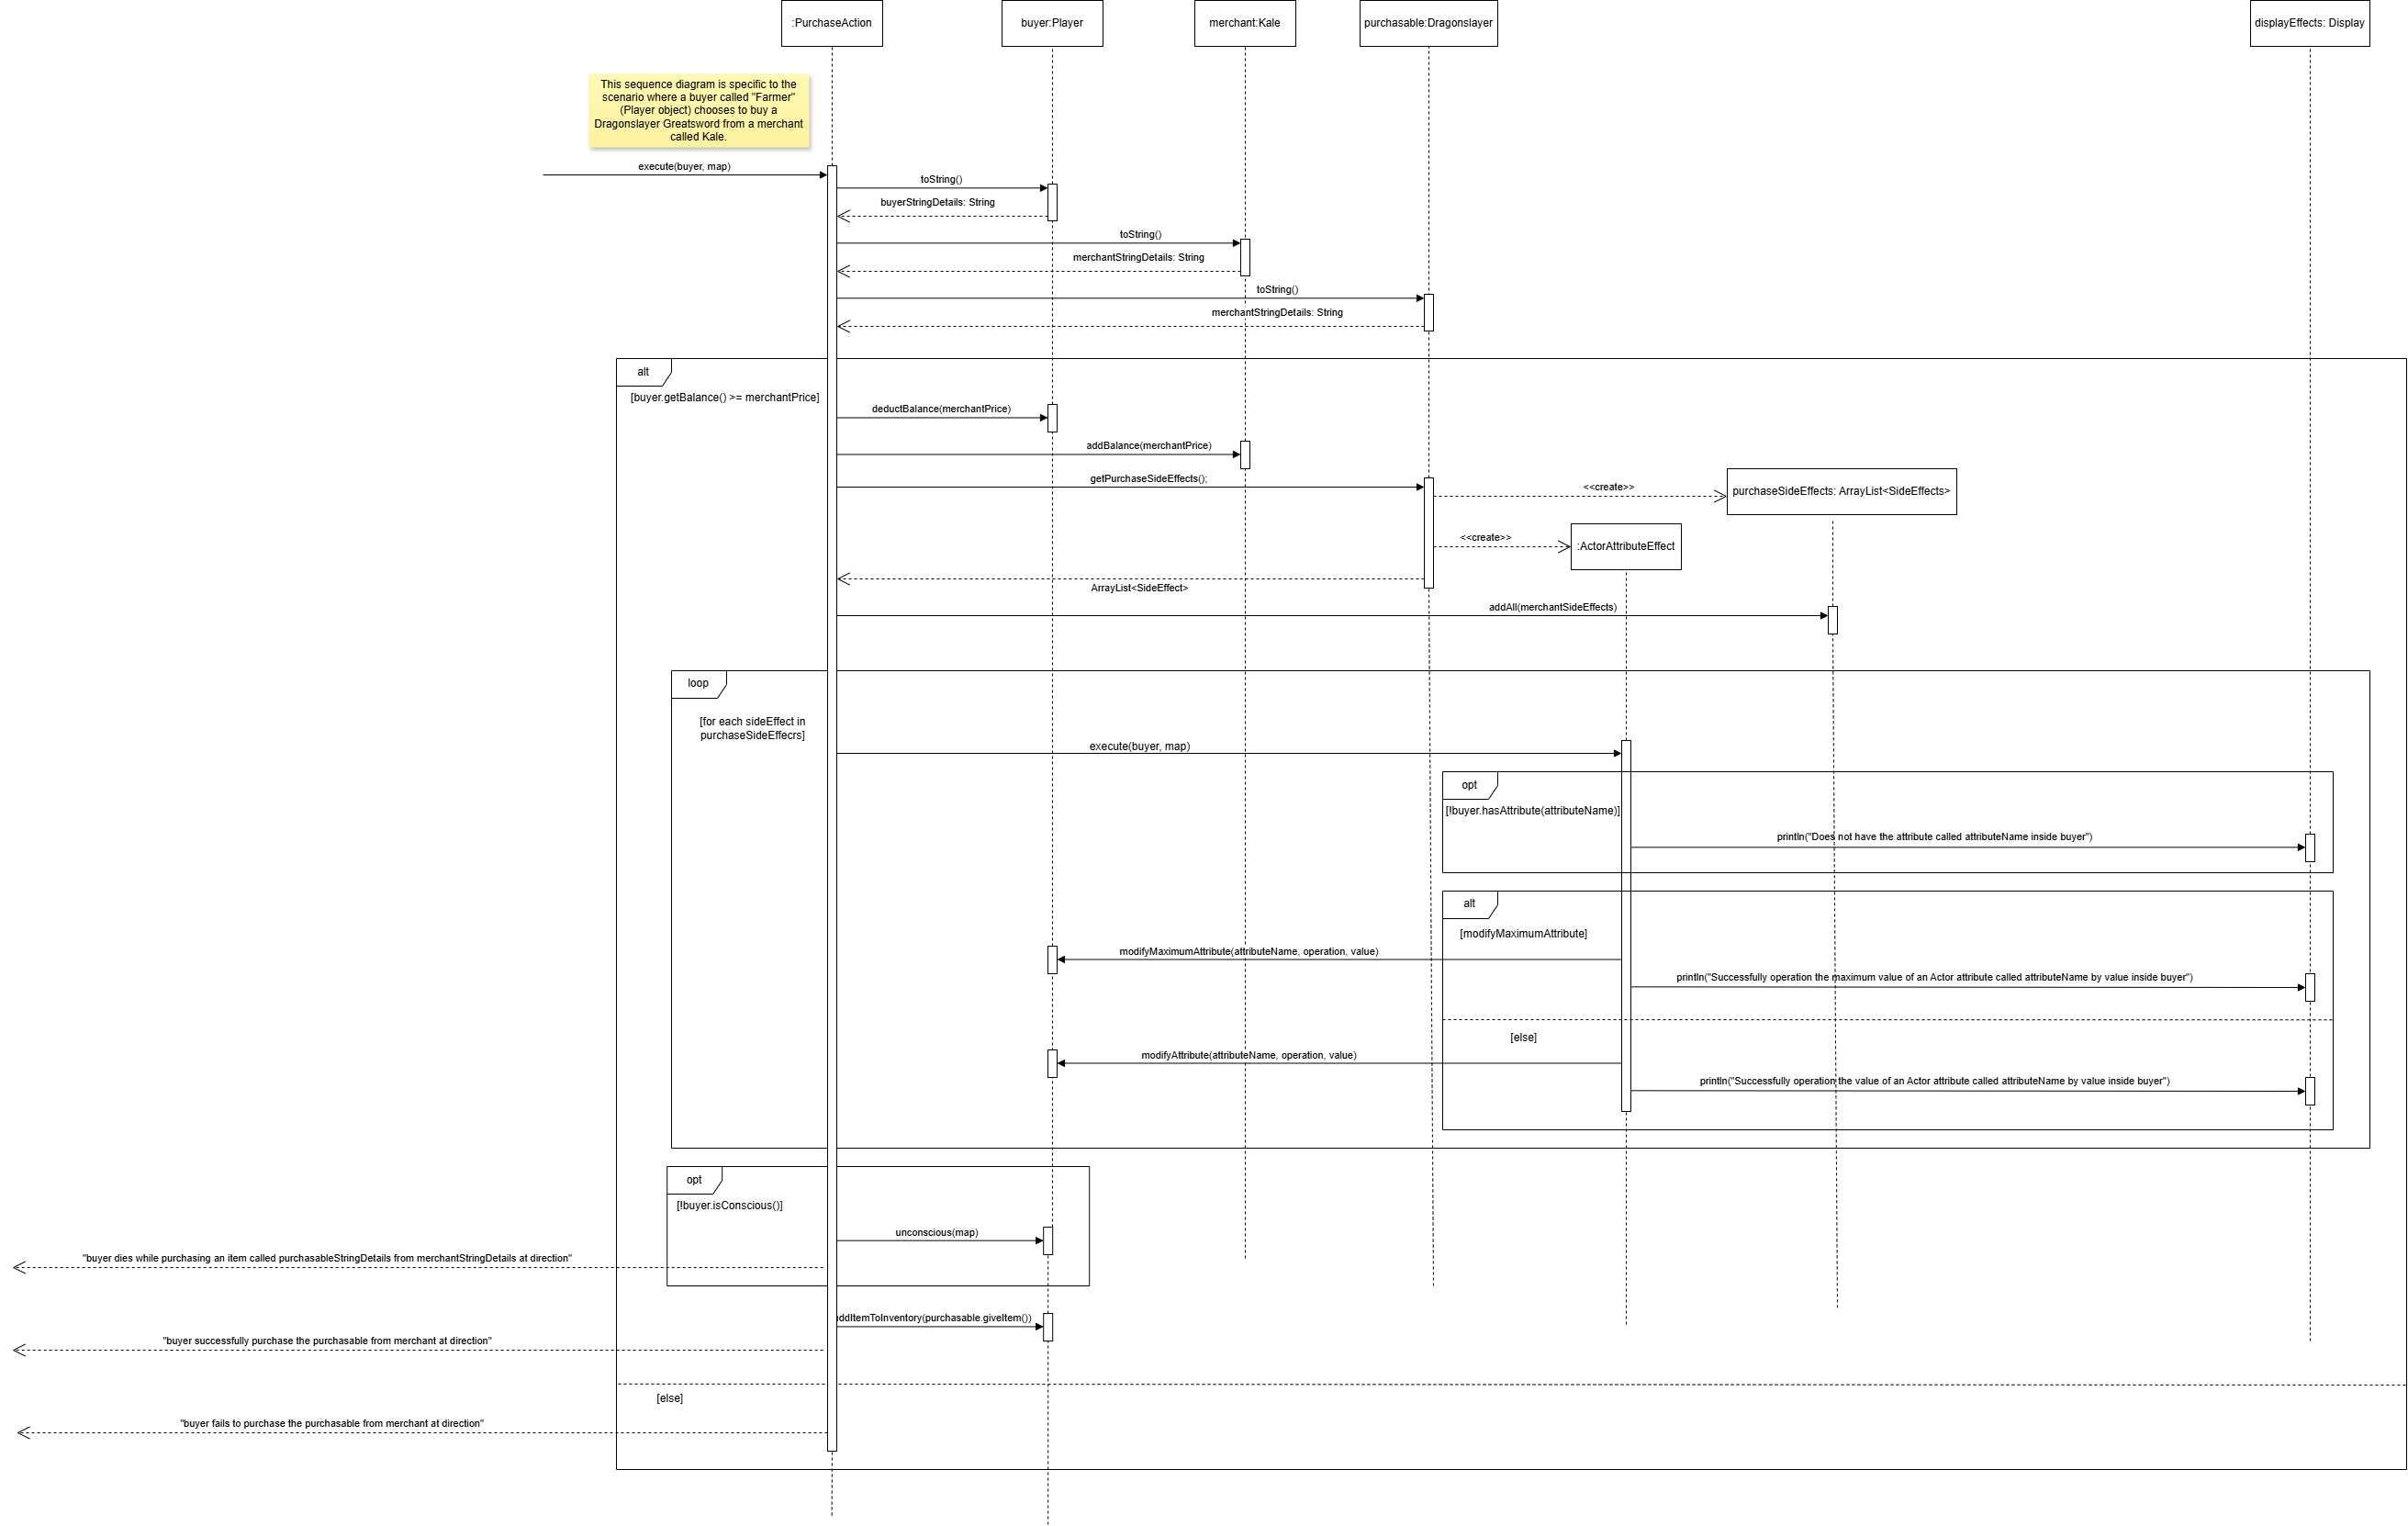 :PurchaseAction
buyer:Player
merchant:Kale
purchasable:Dragonslayer
displayEffects: Display
This sequence diagram is specific to the
scenario where a buyer called "Farmer"
(Player object) chooses to buy a
Dragonslayer Greatsword from a merchant
called Kale.
execute(buyer, map)
toString()
buyerStringDetails: String
toString()
merchantStringDetails: String
toString()
merchantStringDetails: String
alt
[buyer.getBalance() >= merchantPrice]
deductBalance(merchantPrice)
addBalance(merchantPrice)
getPurchaseSideEffects();
<<create>>
purchaseSideEffects: ArrayList<SideEffects>
<<create>>
:ActorAttributeEffect
ArrayList<SideEffect>
addAll(merchantSideEffects)
loop
[for each sideEffect in
purchaseSideEffecrs]
execute(buyer, map)
opt
[!buyer.hasAttribute(attributeName)]
println("Does not have the attribute called attributeName inside buyer")
alt
[modifyMaximumAttribute]
modifyMaximumAttribute(attributeName, operation, value)
println("Successfully operation the maximum value of an Actor attribute called attributeName by value inside buyer")
[else]
modifyAttribute(attributeName, operation, value)
println("Successfully operation the value of an Actor attribute called attributeName by value inside buyer")
opt
[!buyer.isConscious()]
unconscious(map)
"buyer dies while purchasing an item called purchasableStringDetails from merchantStringDetails at direction"
addItemToInventory(purchasable.giveItem())
"buyer successfully purchase the purchasable from merchant at direction"
[else]
"buyer fails to purchase the purchasable from merchant at direction"